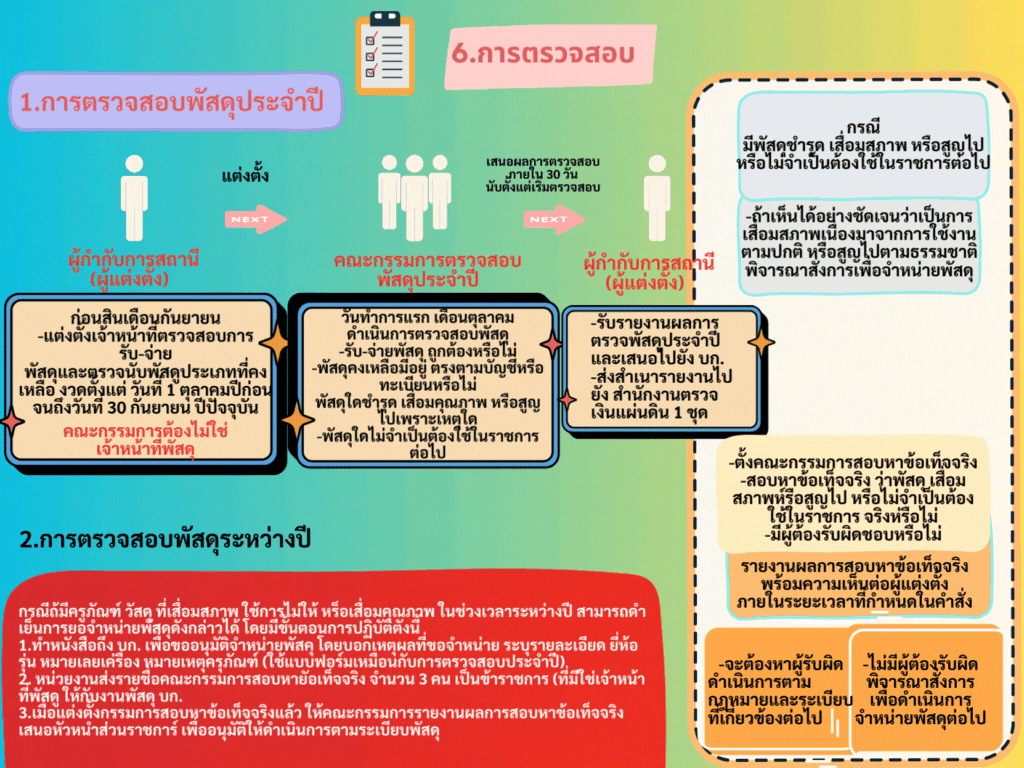 6.การตรวจสอบ
1.การตรวจสอบพัสดุประจำปี
แต่งตั้ง
NEXT
เสนอผลการตรวจสอบ
ภายใน 30 วัน
นับตั้งแต่เริ่มตรวจสอบ
NEXT
ผู้กำกับการสถานี
(ผู้แต่งตั้ง)
คณะกรรมการตรวจสอบ
พัสดุประจำปี
ผู้กำกับการสถานี
(ผู้แต่งตั้ง)
ก่อนสิ้นเดือนกันยายน
-แต่งตั้งเจ้าหน้าที่ตรวจสอบการ
รับ-จ่าย
พัสดุและตรวจนับพัสดุประเภทที่คง
เหลือ งวดตั้งแต่ วันที่ 1 ตุลาคมปีก่อน
จนถึงวันที่ 30 กันยายน ปีปัจจุบัน
คณะกรรมการต้องไม่ใช่
เจ้าหน้าที่พัสดุ
วันทำการแรก เดือนตุลาคม
ดำเนินการตรวจสอบพัสดุ
-รับ-จ่ายพัสดุ ถูกต้องหรือไม่
-พัสดุคงเหลือมีอยู่ ตรงตามบัญชีหรือ
ทะเบียนหรือไม่
พัสดุใดชำรุด เสื่อมคุณภาพ หรือสูญ
ไปเพราะเหตุใด
-พัสดุใดไม่จำเป็นต้องใช้ในราชการ
ต่อไป
-รับรายงานผลการ
ตรวจพัสดุประจำปี
และเสนอไปยัง บก.
-ส่งสำเนารายงานไป
ยัง สำนักงานตรวจ
เงินแผ่นดิน 1 ชุด
กรณี
มีพัสดุชำรุด เสื่อมสภาพ หรือสูญไป
หรือไม่จำเป็นต้องใช้ในราชการต่อไป
-ถ้าเห็นได้อย่างชัดเจนว่าเป็นการ
เสื่อมสภาพเนื่องมาจากการใช้งาน
ตามปกติ หรือสูญไปตามธรรมชาติ
พิจารณาสั่งการเพื่อจำหน่ายพัสดุ
-ตั้งคณะกรรมการสอบหาข้อเท็จจริง
-สอบหาข้อเท็จจริง ว่าพัสดุ เสื่อม
สภาพหรือสูญไป หรือไม่จำเป็นต้อง
ใช้ในราชการ จริงหรือไม่
-มีผู้ต้องรับผิดชอบหรือไม่
รายงานผลการสอบหาข้อเท็จจริง
พร้อมความเห็นต่อผู้แต่งตั้ง
ภายในระยะเวลาที่กำหนดในคำสั่ง
-จะต้องหาผู้รับผิด
ดำเนินการตาม
กฎหมายและระเบียบ
ที่เกี่ยวข้องต่อไป
-ไม่มีผู้ต้องรับผิด
พิจารณาสั่งการ
เพื่อดำเนินการ
จำหน่ายพัสดุต่อไป
2.การตรวจสอบพัสดุระหว่างปี
กรณีถ้มีครุภัณฑ์ วัสดุ ที่เสื่อมสภาพ ใช้การไม่ให้ หรือเสื่อมคุณภาพ ในช่วงเวลาระหว่างปี สามารถดำ
เย็นการยอจำหน่ายพัสดุดังกล่าวได้ โดยมีขั้นตอนการปฏิบัติดังนี้
1.ทำหนังสือถึง บก. เพื่อขออนุมัติจำหน่ายพัสดุ โดยบอกเหตุผลที่ขอจำหน่าย ระบุรายละเอียด ยี่ห้อ
รุ่น หมายเลยเครื่อง หมายเหตุครุภัณฑ์ (ใช้แบบฟอร์มเหมือนกับการตรวจสอบประจำปี)
2. หน่วยงานส่งรายชื่อคณะกรรมการสอบหายัอเท็จจริง จำนวน 3 คน เป็นข้าราชการ (ที่มีใช่เจ้าหน้า
ที่พัสดุ ให้กับงานพัสดุ บก.
3.เมื่อแต่งตั้งกรรมการสอบหาข้อเท็จจริงแล้ว ให้คณะกรรมการรายงานผลการสอบหาข้อเท็จจริง
เสนอหัวหน้าส่วนราชการ์ เพื่ออนุมัติให้ดำเนินการตามระเบียบพัสดุ